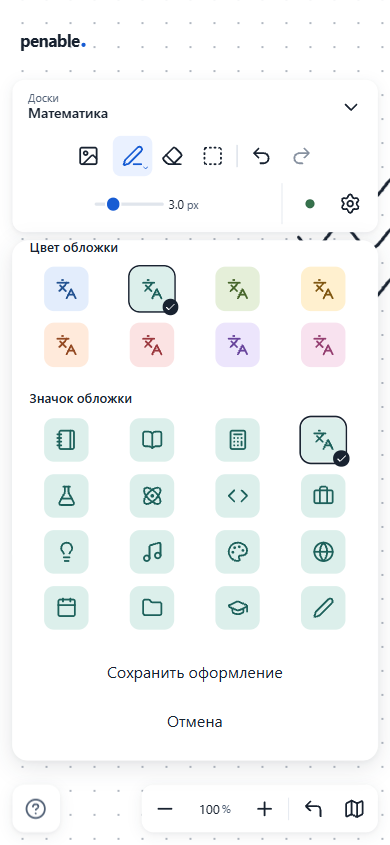 penable.
Доски
Математика
3.0 px
Цвет обложки
Значок обложки
Сохранить оформление
Отмена
100 %